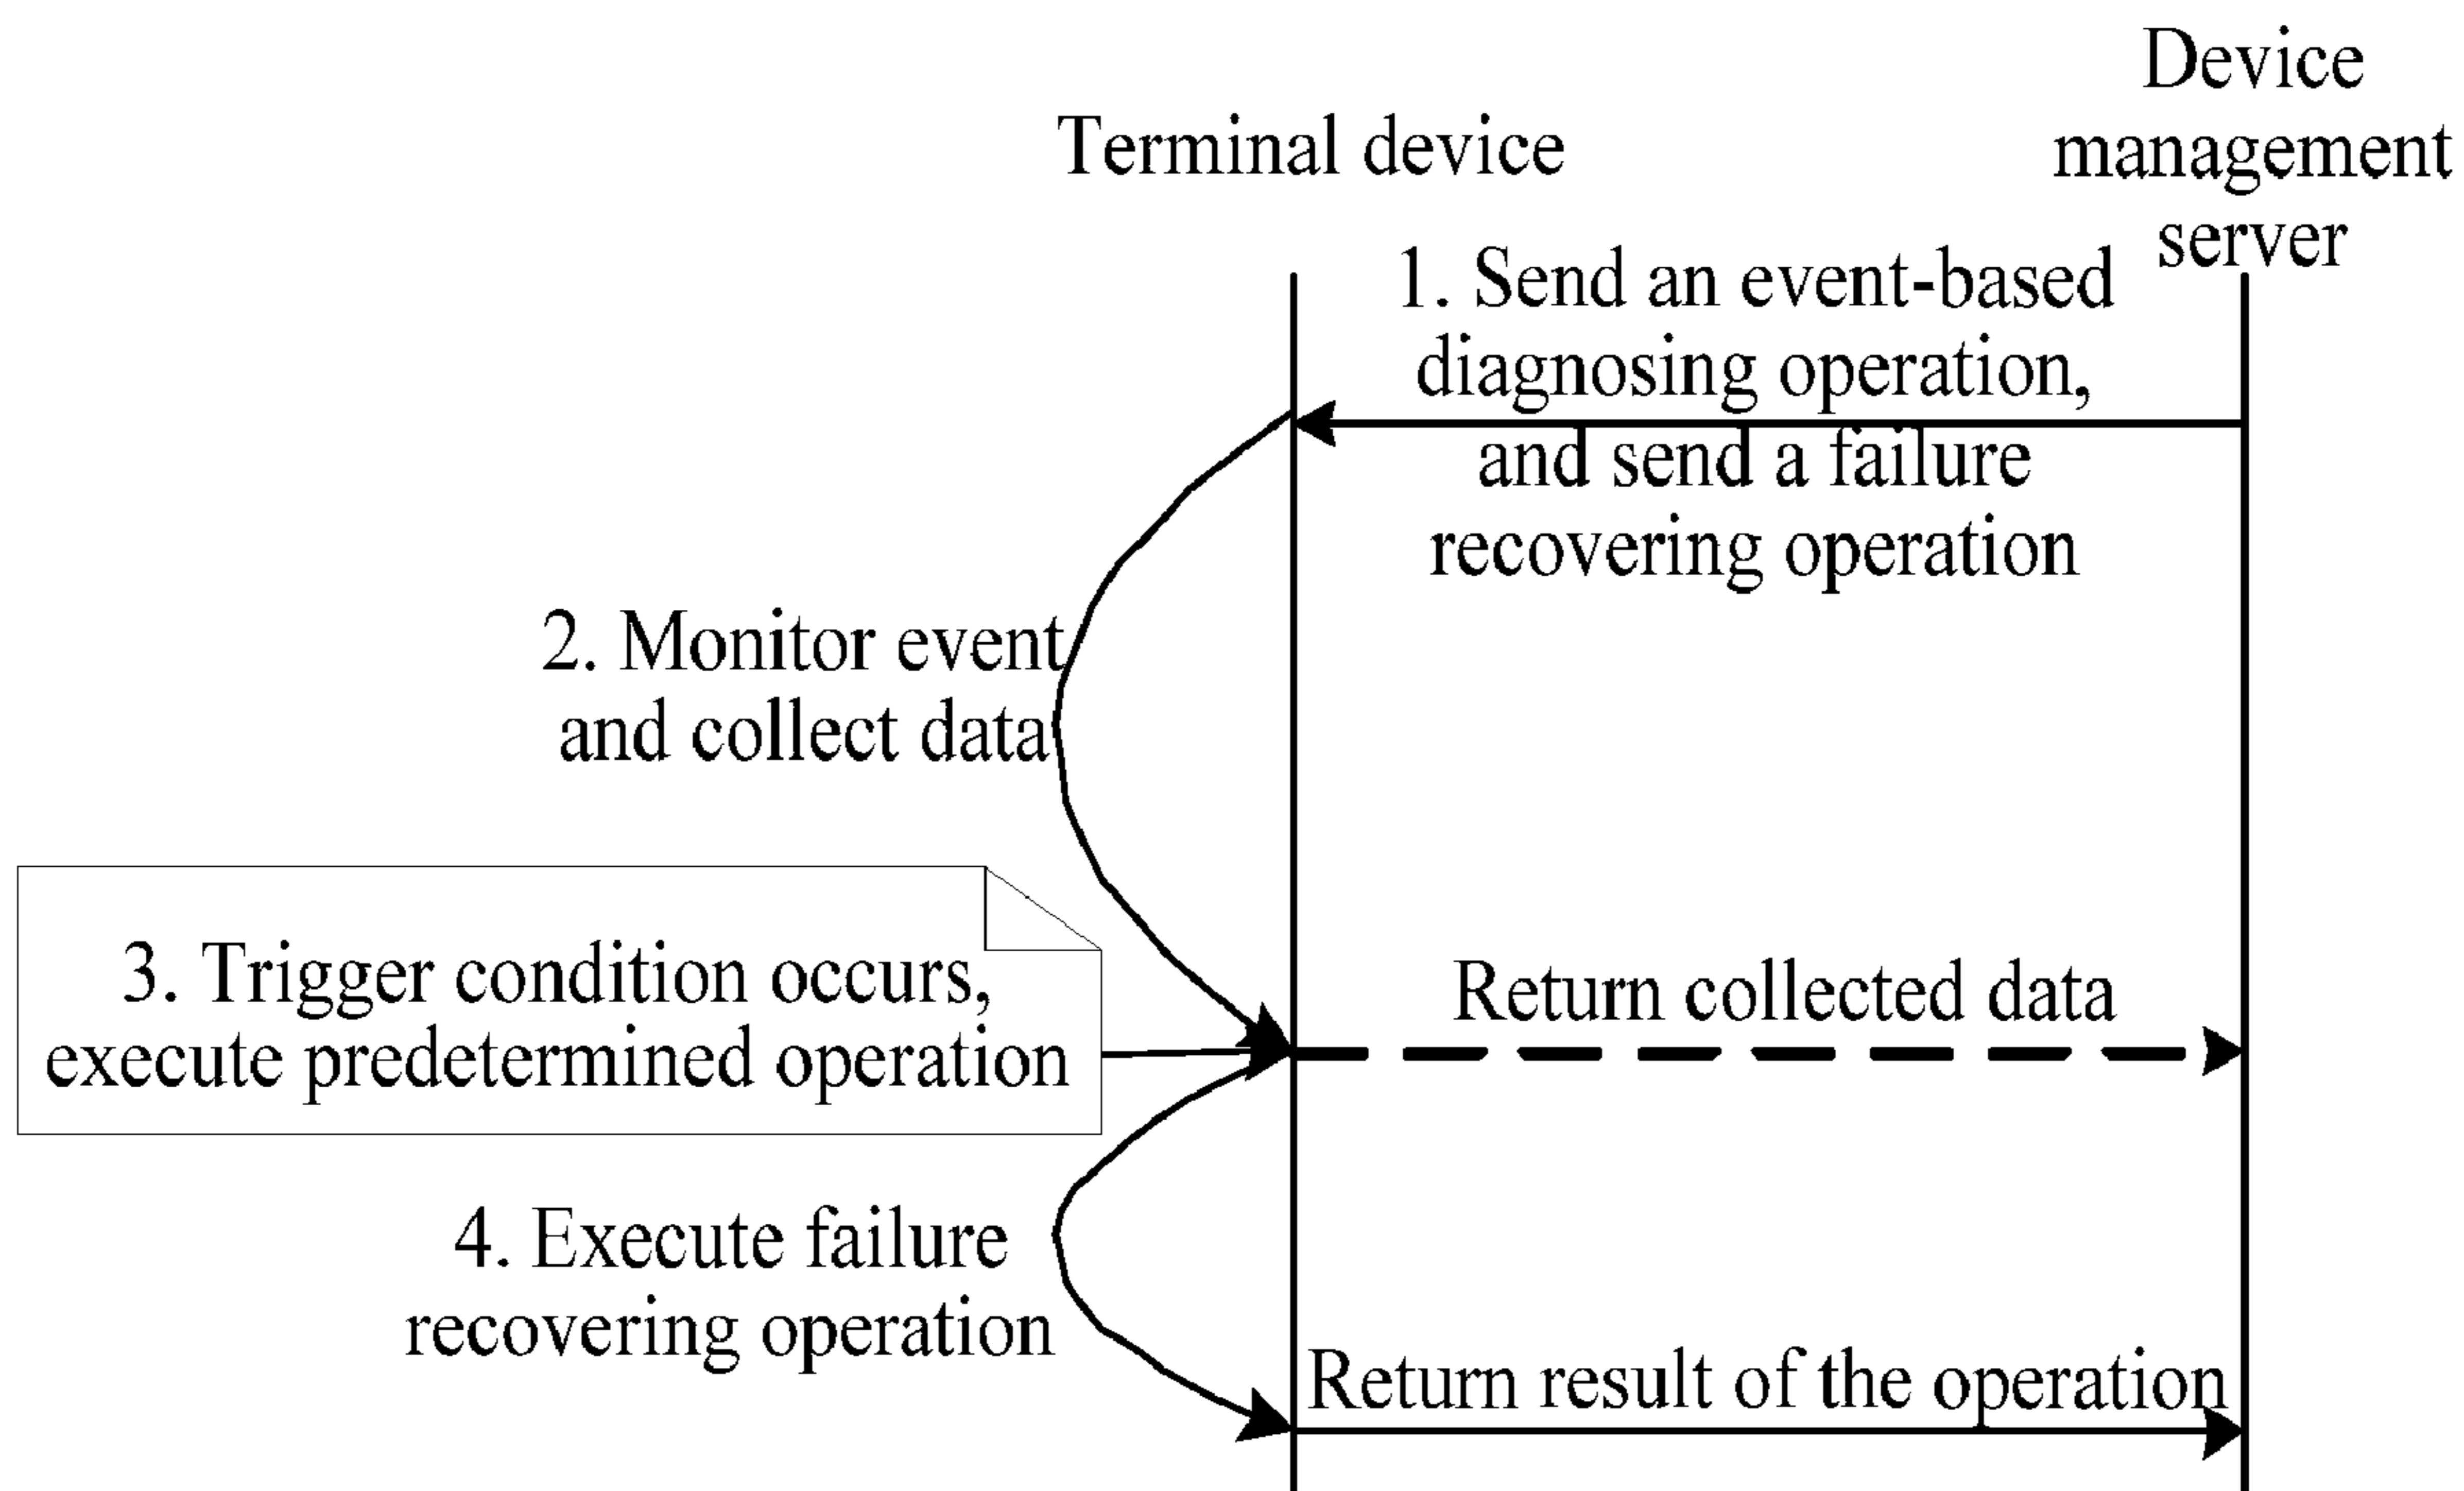 Device
management
server
Terminal device
1. Send an event-based
diagnosing operation,
and send a failure
recovering operation
2. Monitor event
and collect data
3. Trigger condition occurs,
execute predetermined operation
Return collected data
4. Execute failure
recovering operation
Return result of the operation